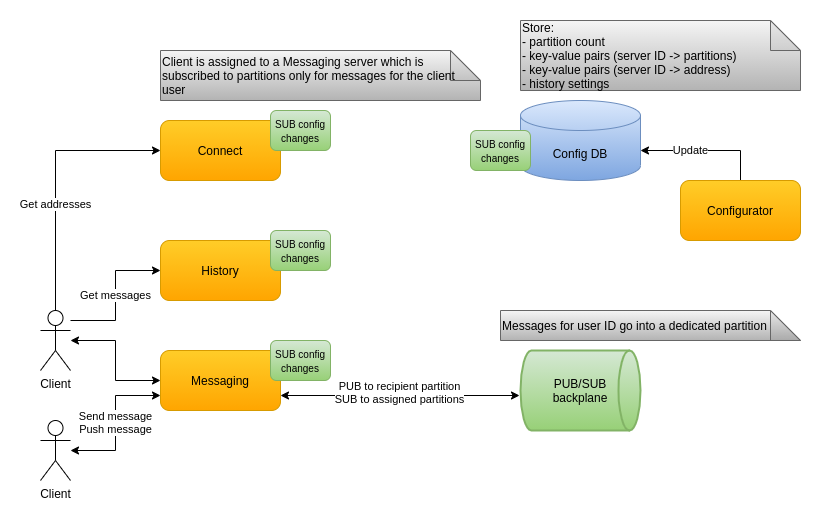 Store:
- partition count
- key-value pairs (server ID -> partitions)
- key-value pairs (server ID -> address)
- history settings
Client is assigned to a Messaging server which is
subscribed to partitions only for messages for the client
user
SUB config
changes
Connect
SUB config
changes
Config DB
Update
Configurator
Get addresses
SUB config
changes
History
Get messages
Messages for user ID go into a dedicated partition
Client
SUB config
changes
Messaging
PUB to recipient partition
SUB to assigned partitions
PUB/SUB
backplane
Send message
Push message
Client